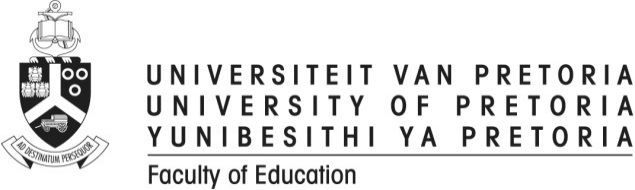 AD DESTINATUM PERSEQUOR
UNIVERSITEIT VAN PRETORIA
UNIVERSITY OF PRETORIA
YUNIBESITHI YA PRETORIA
Faculty of Education